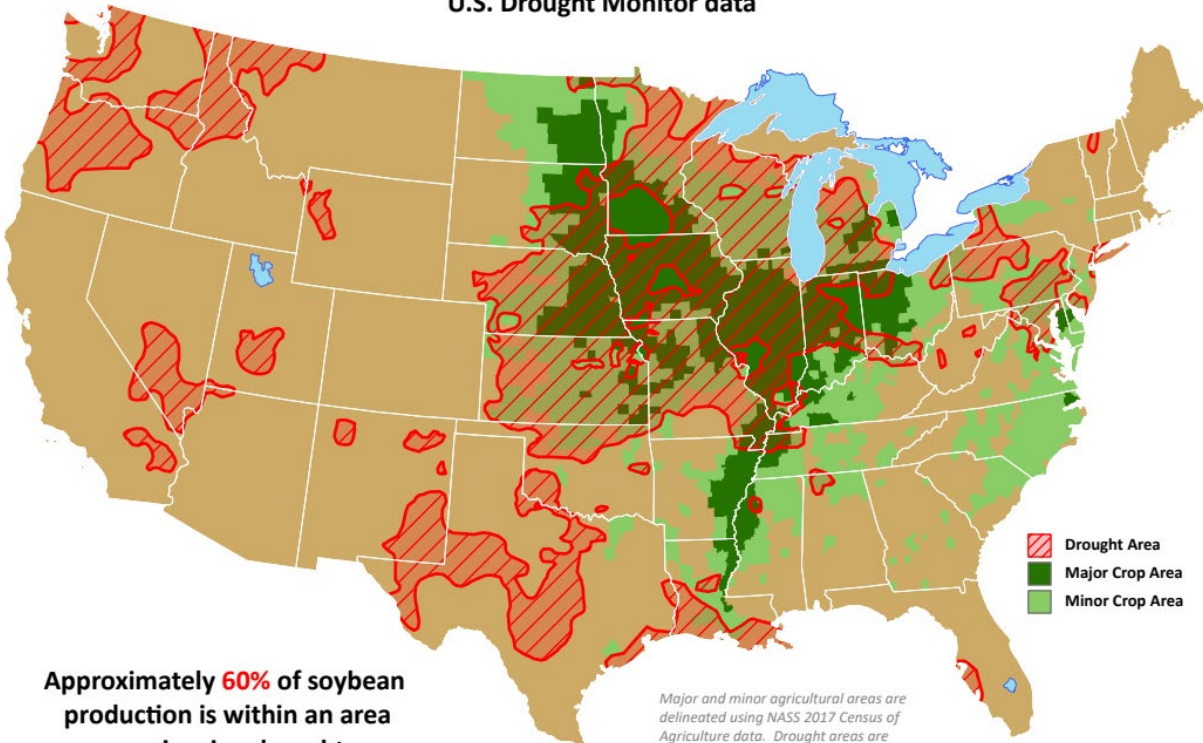 U.S. Drought Monitor data
Drought Area
Major Crop Area
Minor Crop Area
Approximately 60% of soybean
production is within an area
Major and minor agricultural areas are
delineated using NASS 2017 Census of
Agriculture data. Drought areas are